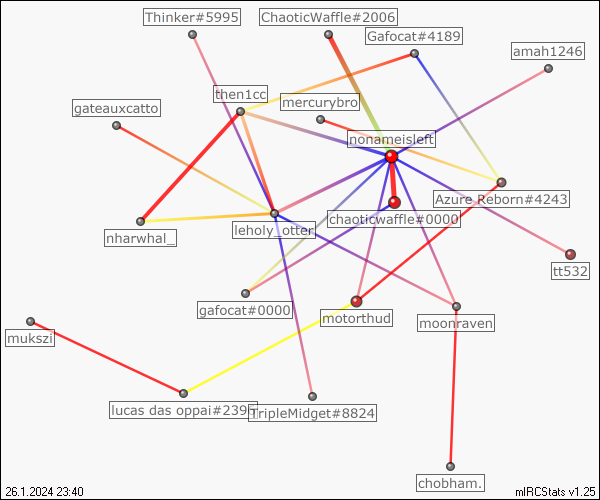 Thinker#5995
ChaoticWaffle#2006
Gafocat#4189
amah1246
then1cc
mercurybro
gateauxcatto
nonameisleft
Azure Reborn#4243
chaoticwaffle#0000
leholy_otter
nharwhal_
tt532
gafocat#0000
motorthud
moonraven
mukszi
lucas das oppai#239
TripleMidget#8824
chobham.
26.1.2024 23:40
mIRCStats v1.25